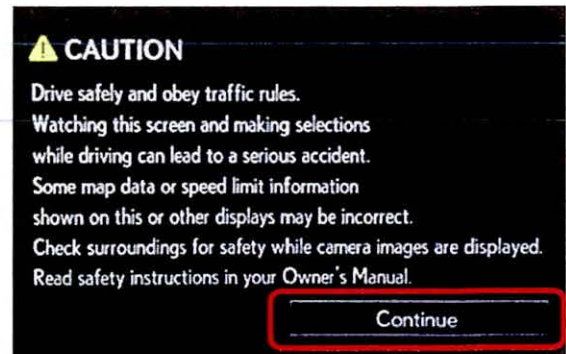 CAUTION
Drive safely and obey traffic rules.
Watching this screen and making selections
while driving can lead to a serious accident.
Some map data or speed limit information
shown on this or other displays may be incorrect.
Check surroundings for safety while camera images are displayed.
Read safety instructions in your Owner's Manual.
Continue